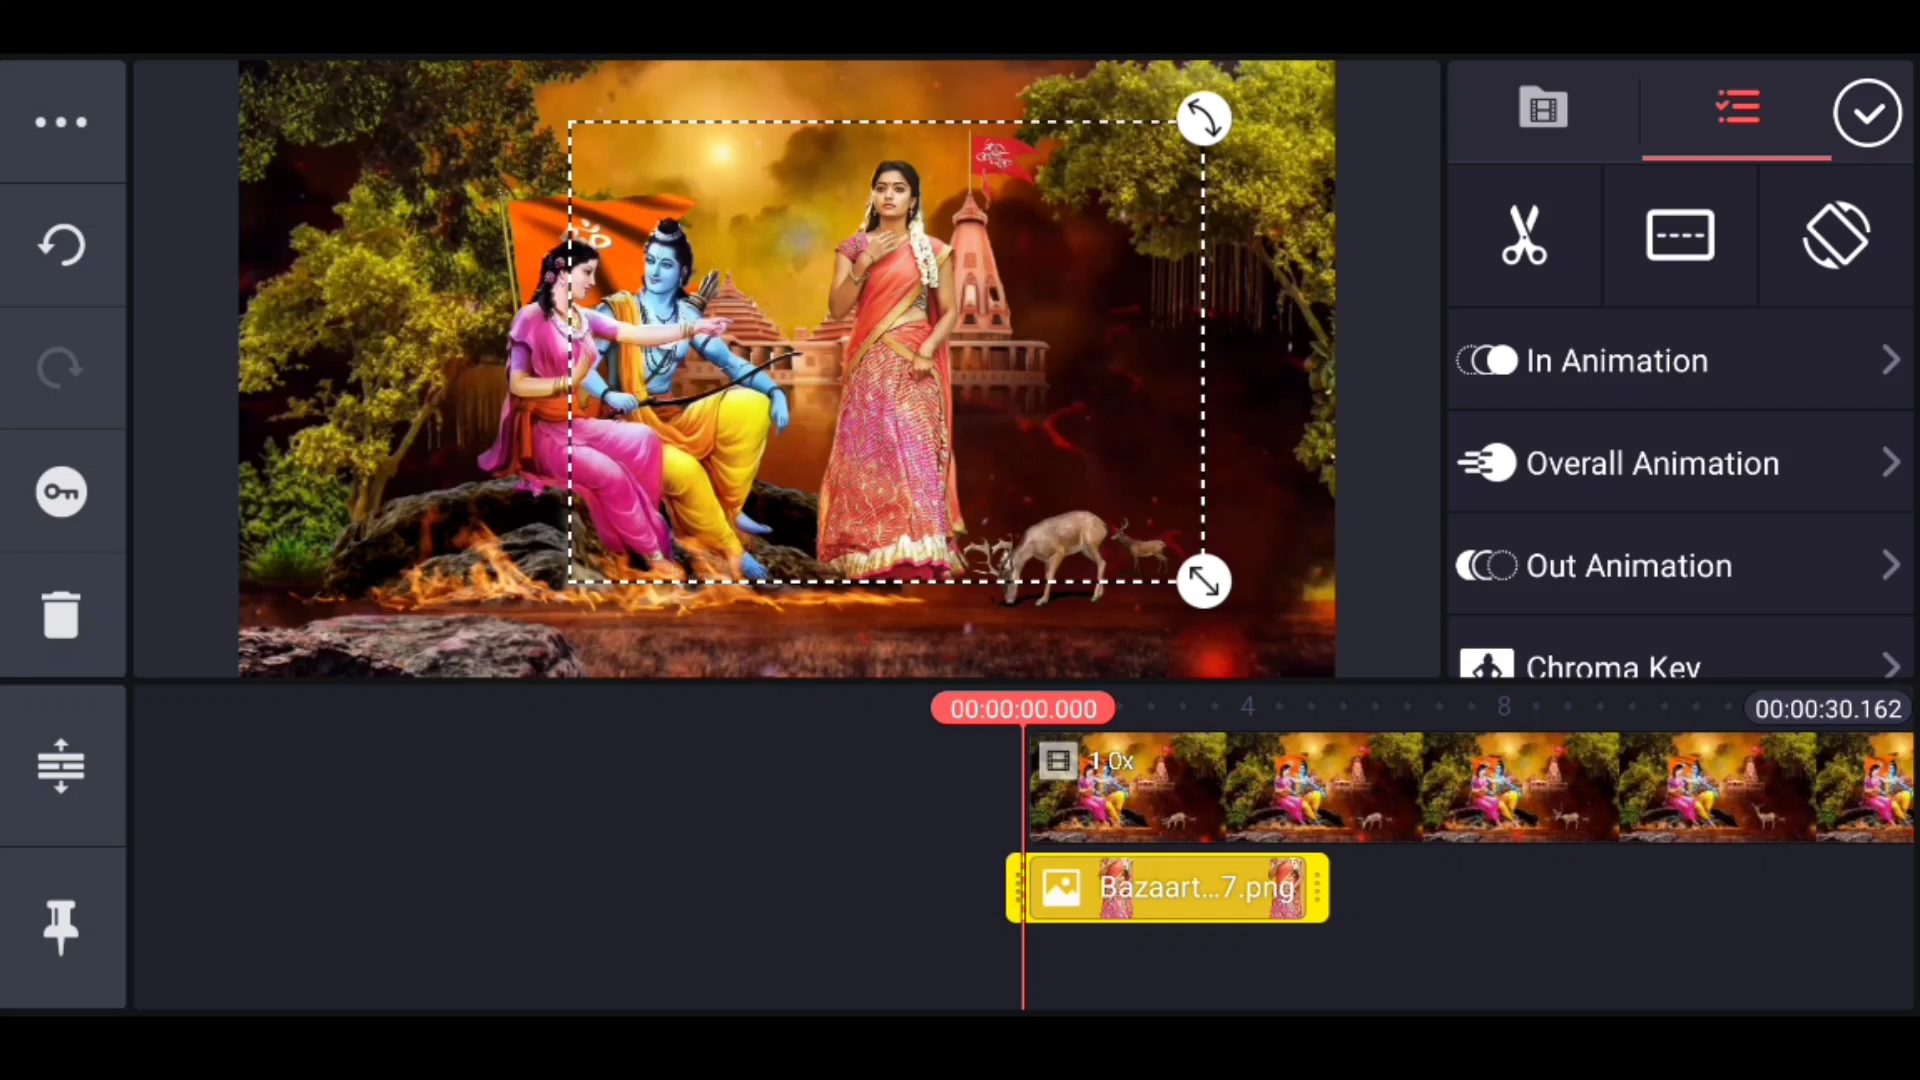 In Animation
Overall Animation
Out Animation
Chroma Key
00:00:00.000
4
8
00:00:30.162
1.0x
Bazaart...7.png
ॐ